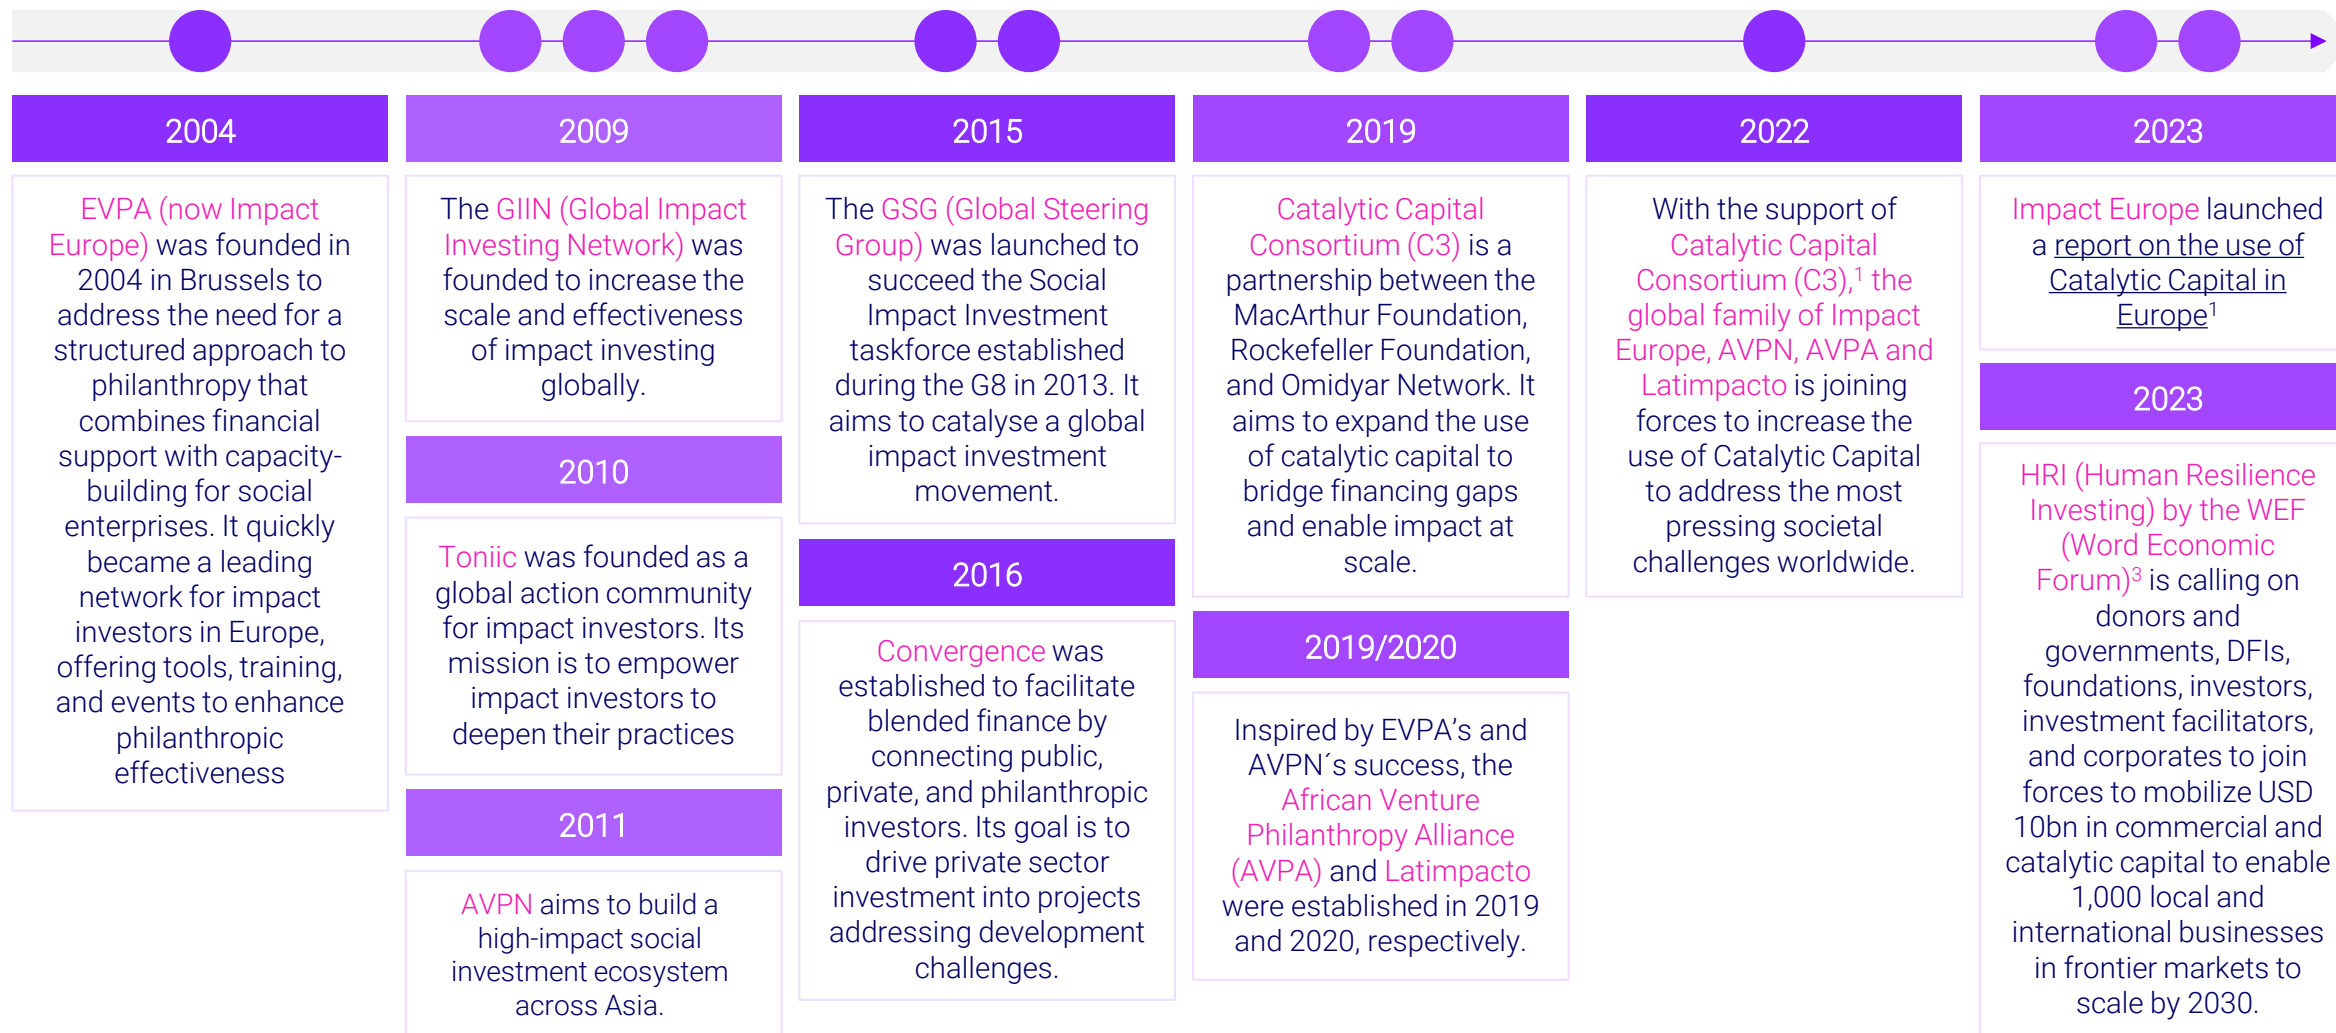 2004
EVPA (now Impact
Europe) was founded in
2004 in Brussels to
address the need for a
structured approach to
philanthropy that
combines financial
support with capacity-
building for social
enterprises. It quickly
became a leading
network for impact
investors in Europe,
offering tools, training,
and events to enhance
philanthropic
effectiveness
2009
The GIIN (Global Impact
Investing Network) was
founded to increase the
scale and effectiveness
of impact investing
globally.
2010
Toniic was founded as a
global action community
for impact investors. Its
mission is to empower
impact investors to
deepen their practices
2011
AVPN aims to build a
high-impact social
investment ecosystem
across Asia.
2015
The GSG (Global Steering
Group) was launched to
succeed the Social
Impact Investment
taskforce established
during the G8 in 2013. It
aims to catalyse a global
impact investment
movement.
2016
Convergence was
established to facilitate
blended finance by
connecting public,
private, and philanthropic
investors. Its goal is to
drive private sector
investment into projects
addressing development
challenges.
2019
Catalytic Capital
Consortium (C3) is a
partnership between the
MacArthur Foundation,
Rockefeller Foundation,
and Omidyar Network. It
aims to expand the use
of catalytic capital to
bridge financing gaps
and enable impact at
scale.
2019/2020
Inspired by EVPA’s and
AVPN´s success, the
African Venture
Philanthropy Alliance
(AVPA) and Latimpacto
were established in 2019
and 2020, respectively.
2022
With the support of
Catalytic Capital
Consortium (C3),¹ the
global family of Impact
Europe, AVPN, AVPA and
Latimpacto is joining
forces to increase the
use of Catalytic Capital
to address the most
pressing societal
challenges worldwide.
2023
Impact Europe launched
a report on the use of
Catalytic Capital in
Europe¹
2023
HRI (Human Resilience
Investing) by the WEF
(Word Economic
Forum)³ is calling on
donors and
governments, DFIs,
foundations, investors,
investment facilitators,
and corporates to join
forces to mobilize USD
10bn in commercial and
catalytic capital to enable
1,000 local and
international businesses
in frontier markets to
scale by 2030.